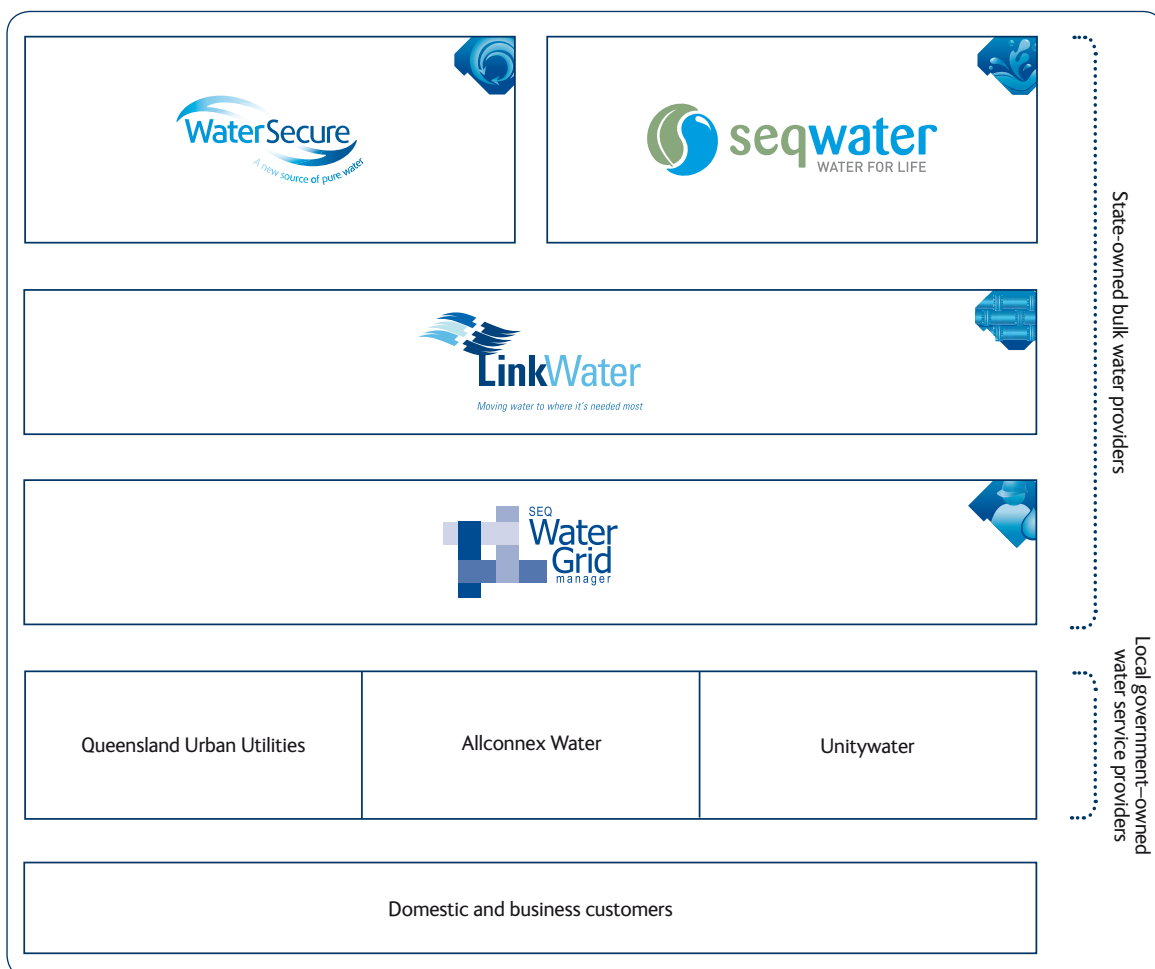 WaterSecure
A new source of pure water
seqwater
WATER FOR LIFE
LinkWater
Moving water to where it's needed most
SEQ
Water
Grid
manager
State-owned bulk water providers
Queensland Urban Utilities
Allconnex Water
Unitywater
Local government–owned
water service providers
Domestic and business customers